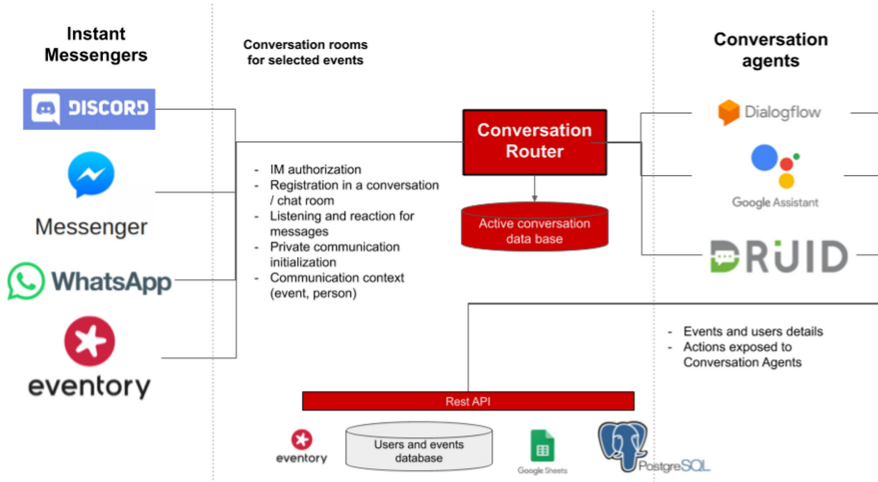 Instant
Messengers
DISCORD
Messenger
WhatsApp
eventory
Conversation rooms
for selected events
- IM authorization
- Registration in a conversation
/ chat room
- Listening and reaction for
messages
- Private communication
initialization
- Communication context
(event, person)
Conversation
Router
Active conversation
data base
Conversation
agents
Dialogflow
Google Assistant
DRUID
- Events and users details
- Actions exposed to
Conversation Agents
Rest API
eventory
Users and events
database
Google Sheets
PostgreSQL